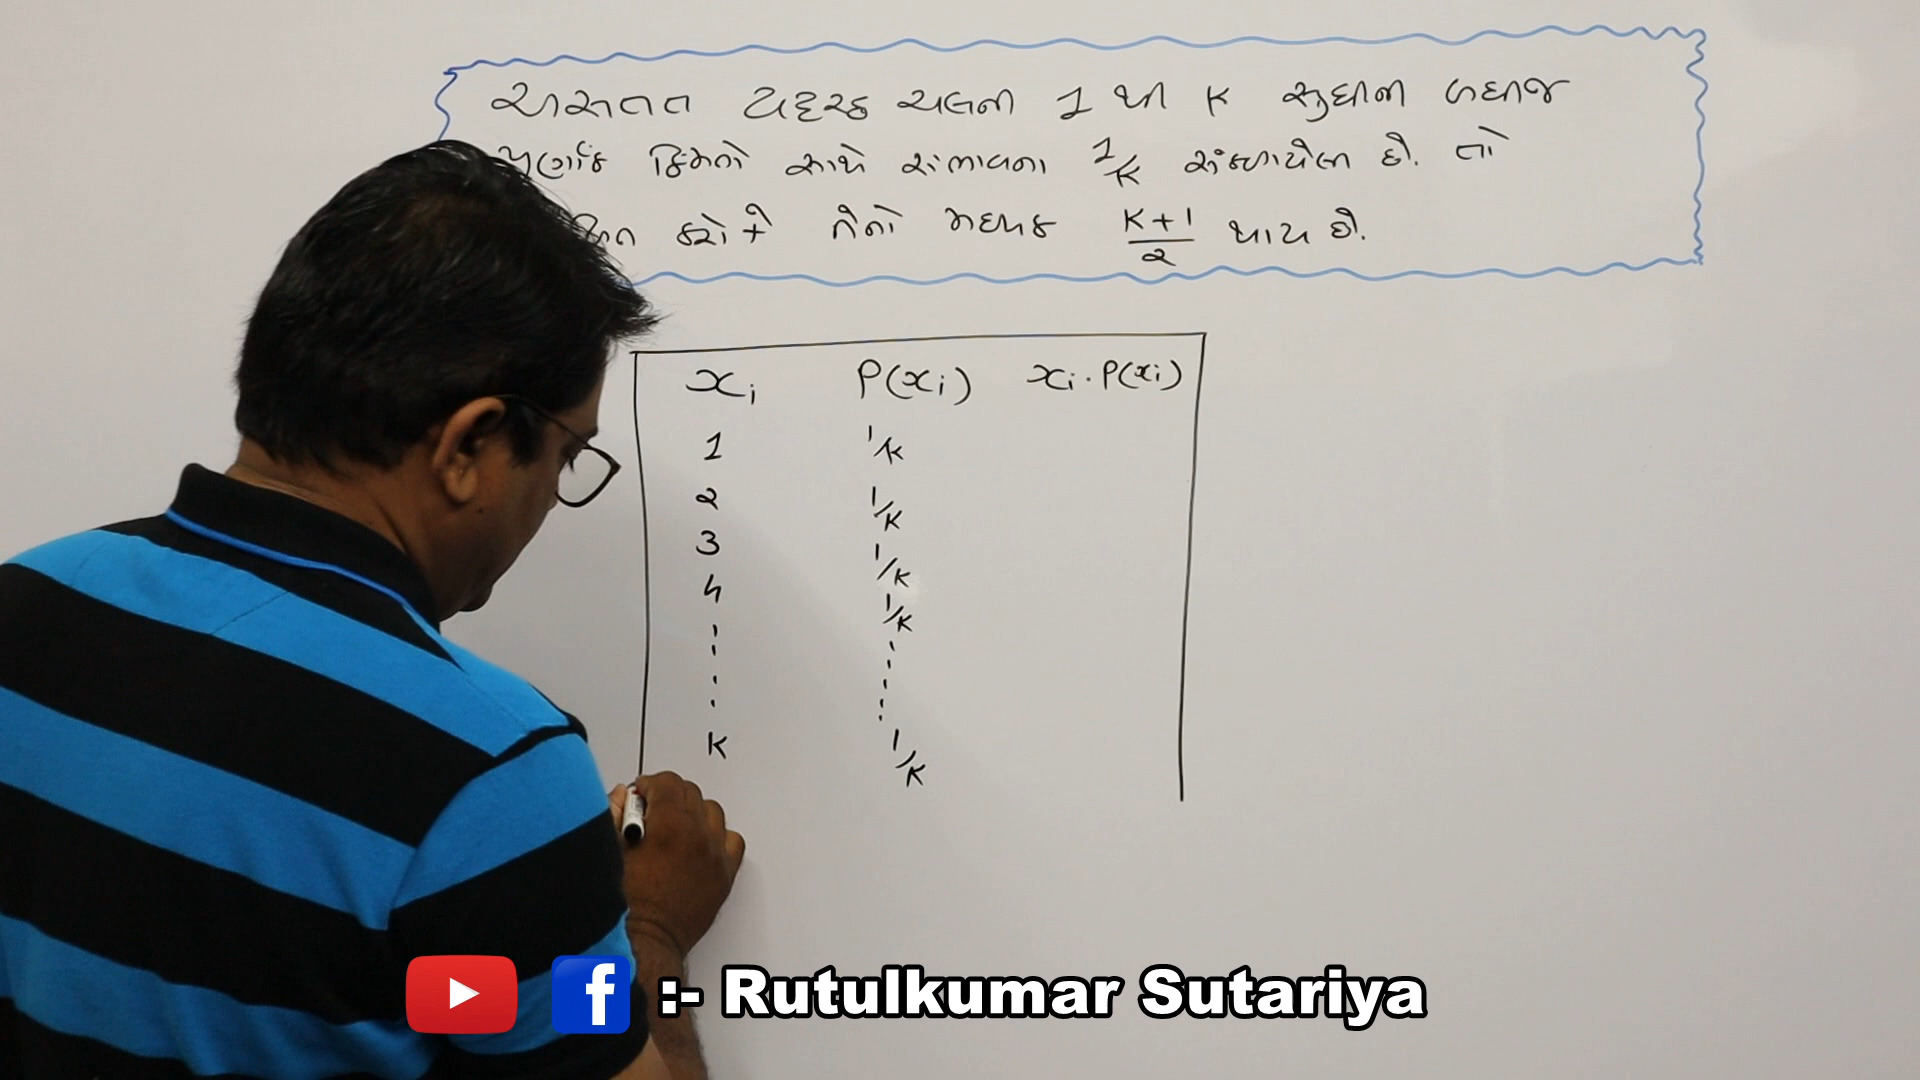 અસતત યદૃચ્છ ચલની 1 થી K સુધીની બધીજ
પૂર્ણાંક કિંમતો સાથે સંભાવના 1/K સંકળાયેલ છે. તો
કરો કે તેનો મધ્યક K+1/2 થાય છે.
xi P(xi) xi·P(xi)
1 1/K
2 1/K
3 1/K
4 1/K
K 1/K
:- Rutulkumar Sutariya